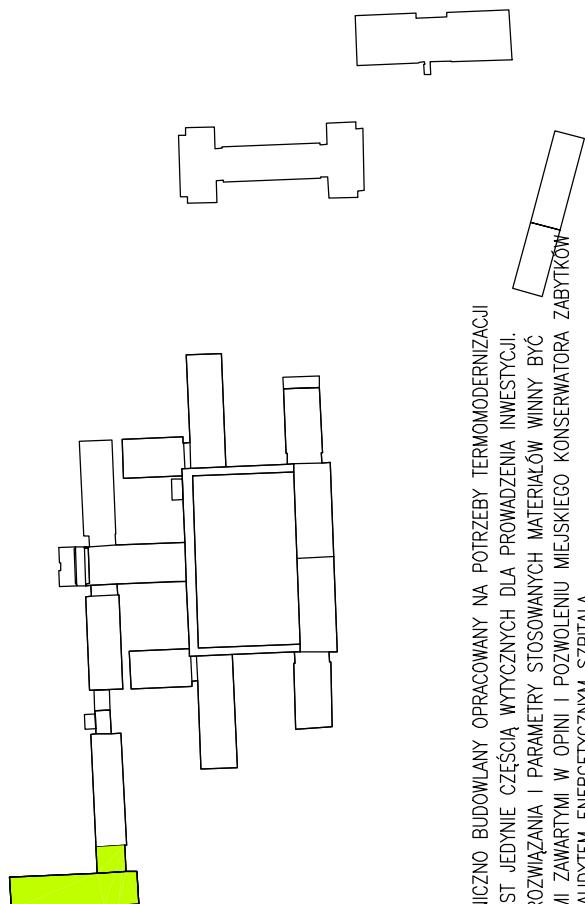 NICZNO BUDOWLANY OPRACOWANY NA POTRZEBY TERMOMODERNIZACJI
ST JEDYNIE CZĘŚCIĄ WYTYCZNYCH DLA PROWADZENIA INWESTYCJI.
ROZWIĄZANIA I PARAMETRY STOSOWANYCH MATERIAŁÓW WINNY BYĆ
MI ZAWARTYMI W OPINI I POZWOLENIU MIEJSKIEGO KONSERWATORA ZABYTKÓW
AUDYTEM ENERGETYCZNYM SZPITALA